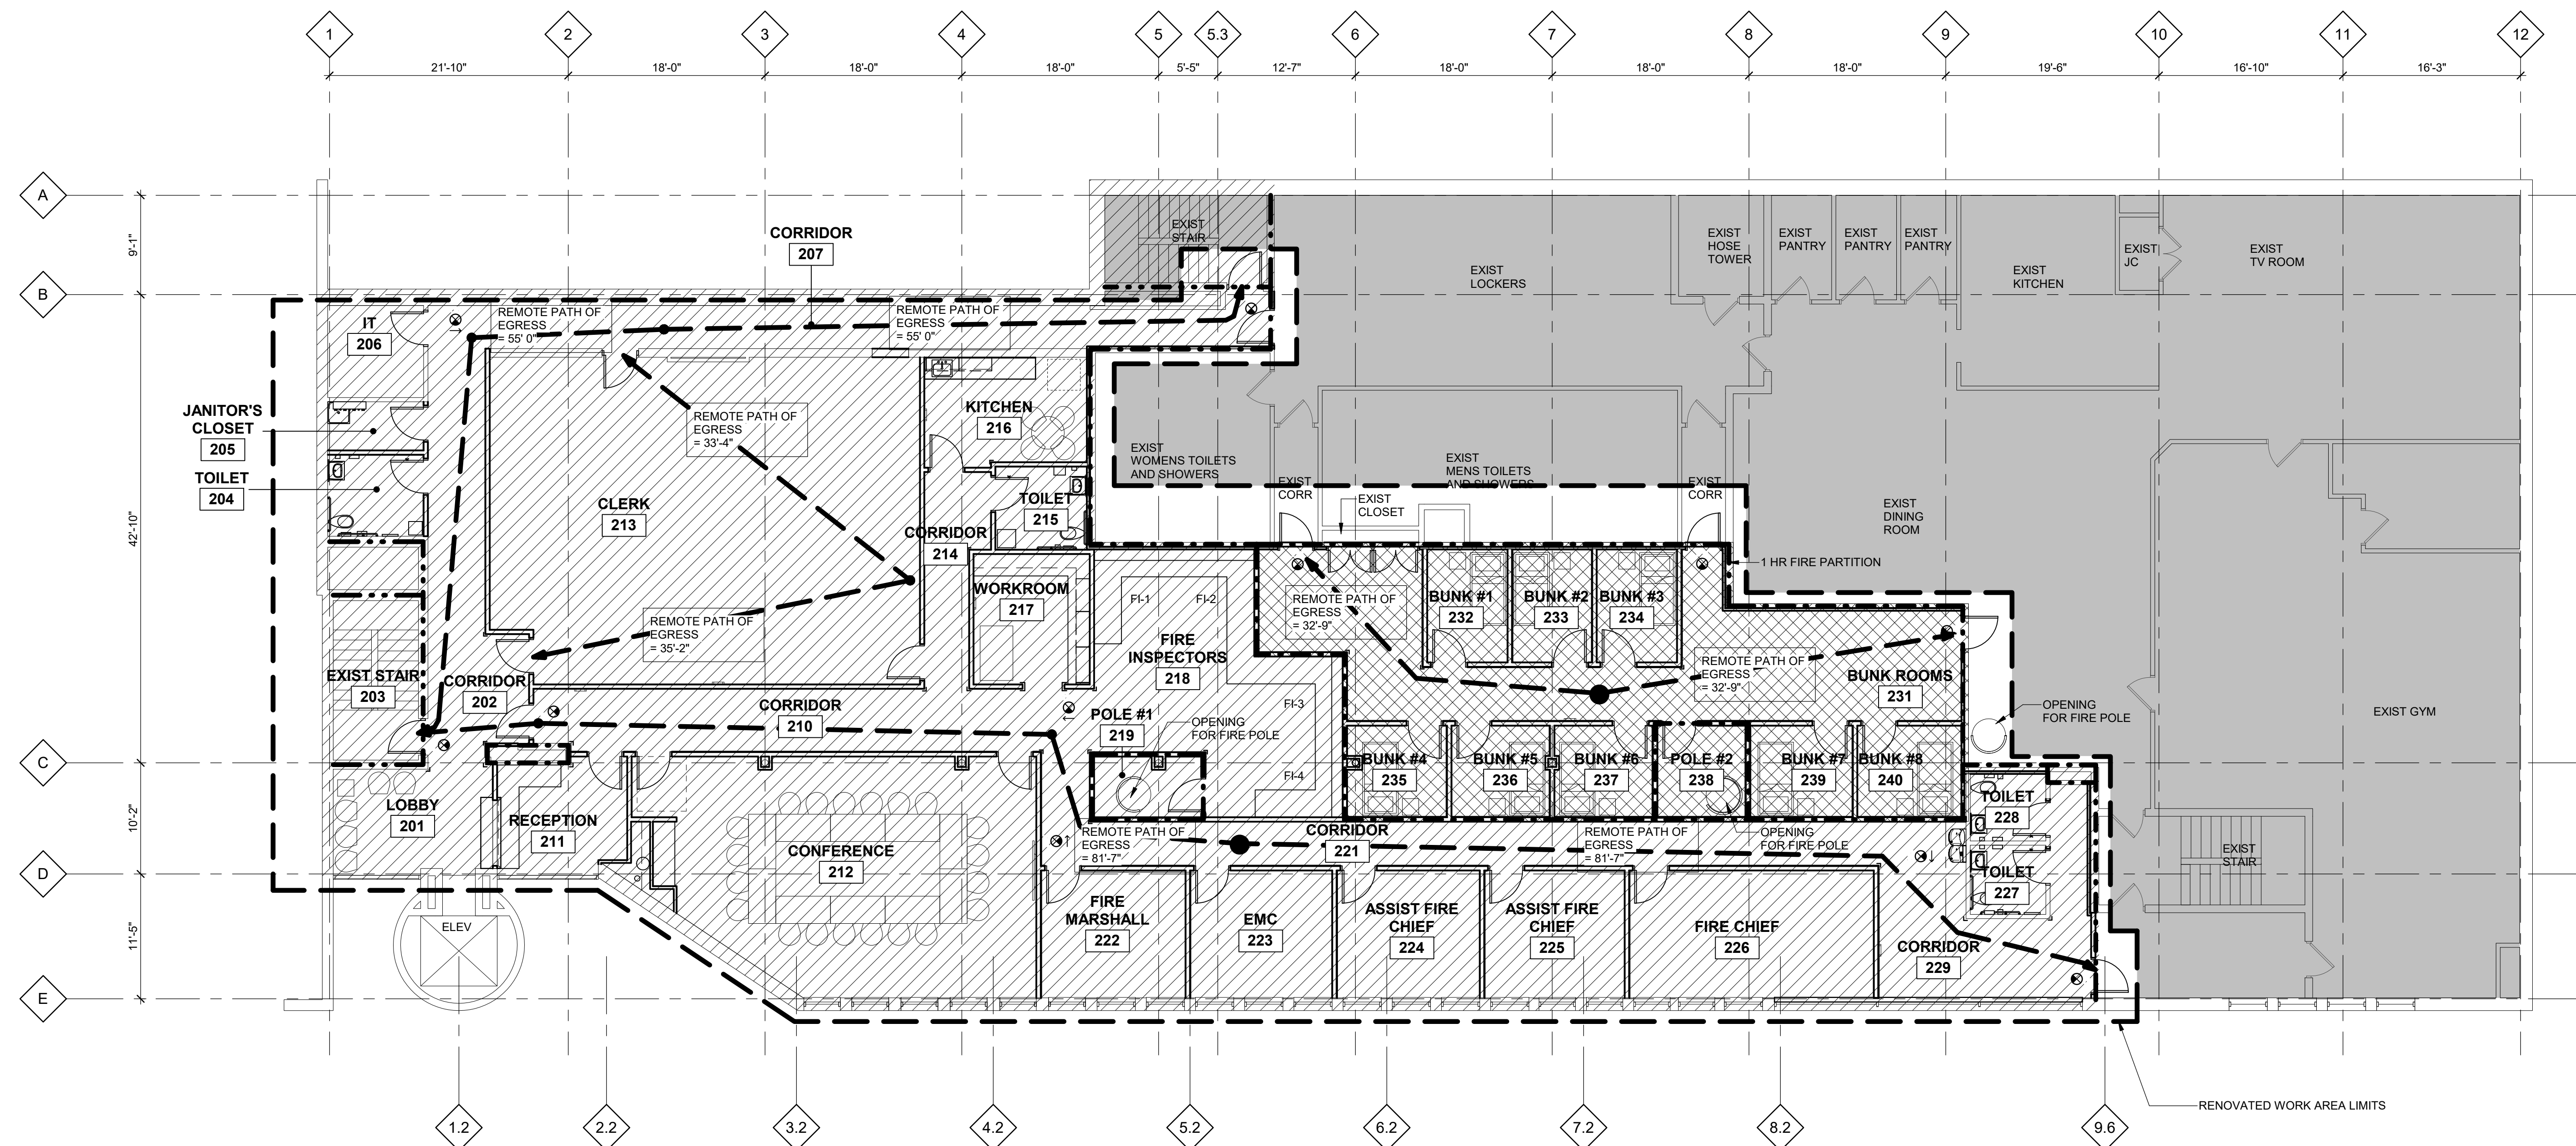 1
2
3
4
5
5.3
6
7
8
9
10
11
12
21'-10"
18'-0"
18'-0"
18'-0"
5'-5"
12'-7"
18'-0"
18'-0"
18'-0"
19'-6"
16'-10"
16'-3"
A
B
C
D
E
9'-1"
42'-10"
10'-2"
11'-5"
CORRIDOR
207
EXIST
STAIR
EXIST
LOCKERS
EXIST
HOSE
TOWER
EXIST
PANTRY
EXIST
PANTRY
EXIST
PANTRY
EXIST
KITCHEN
EXIST
JC
EXIST
TV ROOM
IT
206
REMOTE PATH OF
EGRESS
= 55' 0"
REMOTE PATH OF
EGRESS
= 55' 0"
JANITOR'S
CLOSET
205
TOILET
204
REMOTE PATH OF
EGRESS
= 33'-4"
KITCHEN
216
EXIST
WOMENS TOILETS
AND SHOWERS
EXIST
MENS TOILETS
AND SHOWERS
EXIST
CORR
EXIST
CLOSET
EXIST
CORR
EXIST
DINING
ROOM
CLERK
213
TOILET
215
CORRIDOR
214
1 HR FIRE PARTITION
WORKROOM
217
FI-1
FI-2
FIRE
INSPECTORS
218
FI-3
FI-4
REMOTE PATH OF
EGRESS
= 32'-9"
BUNK #1
232
BUNK #2
233
BUNK #3
234
REMOTE PATH OF
EGRESS
= 35'-2"
REMOTE PATH OF
EGRESS
= 32'-9"
BUNK ROOMS
231
EXIST STAIR
203
CORRIDOR
202
CORRIDOR
210
POLE #1
219
OPENING
FOR FIRE POLE
OPENING
FOR FIRE POLE
EXIST GYM
BUNK #4
235
BUNK #5
236
BUNK #6
237
POLE #2
238
BUNK #7
239
BUNK #8
240
LOBBY
201
RECEPTION
211
CONFERENCE
212
REMOTE PATH OF
EGRESS
= 81'-7"
CORRIDOR
221
REMOTE PATH OF
EGRESS
= 81'-7"
OPENING
FOR FIRE POLE
TOILET
228
TOILET
227
EXIST
STAIR
ELEV
FIRE
MARSHALL
222
EMC
223
ASSIST FIRE
CHIEF
224
ASSIST FIRE
CHIEF
225
FIRE CHIEF
226
CORRIDOR
229
RENOVATED WORK AREA LIMITS
1.2
2.2
3.2
4.2
5.2
6.2
7.2
8.2
9.6